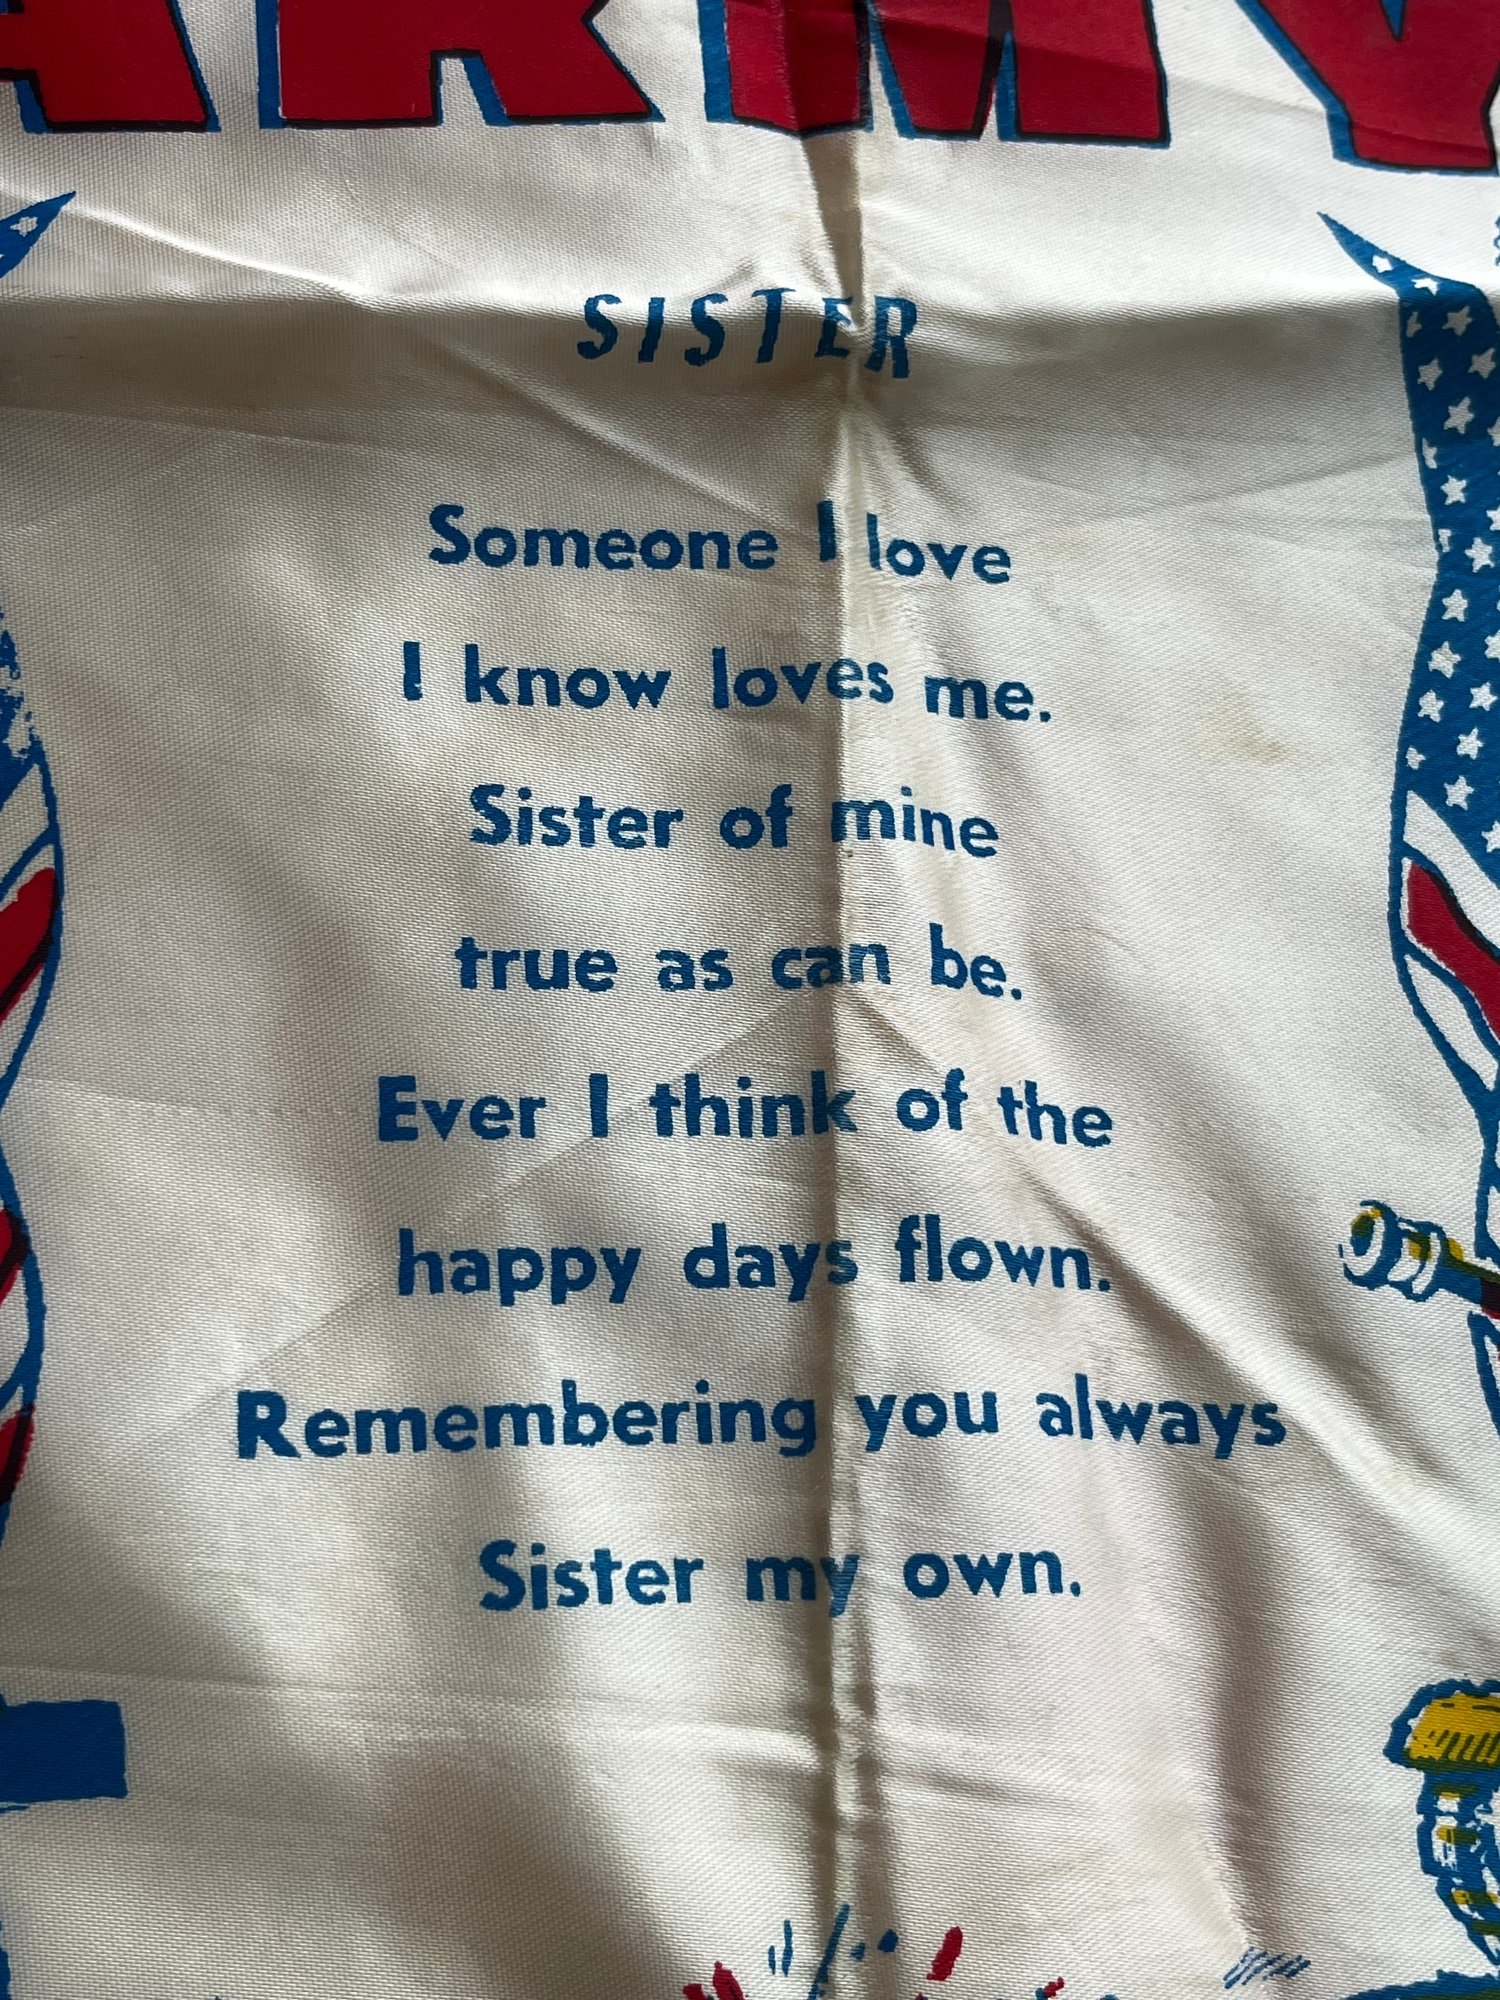 ARMY
SISTER
Someone I love
I know loves me.
Sister of mine
true as can be.
Ever I think of the
happy days flown.
Remembering you always
Sister my own.